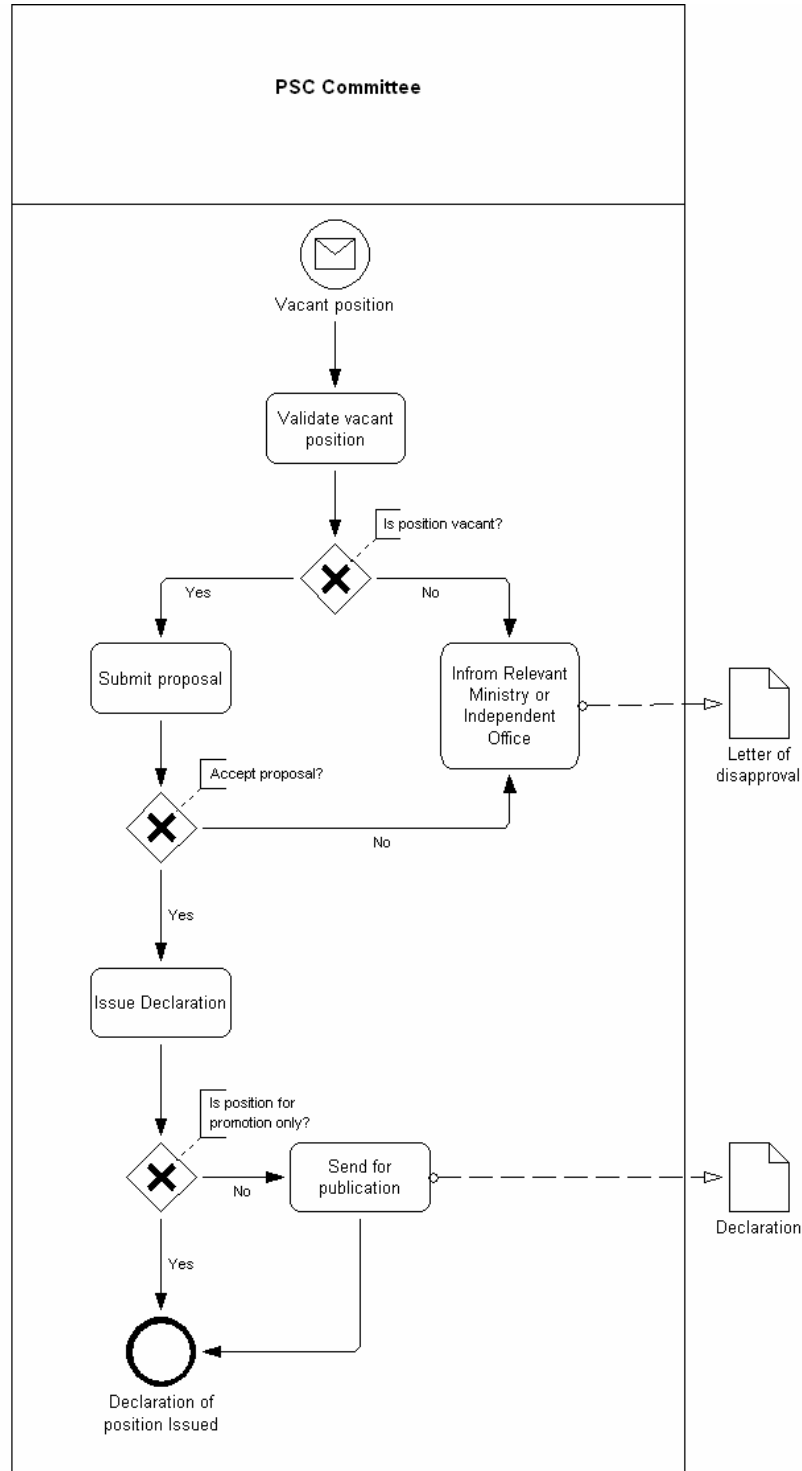 PSC Committee
Vacant position
Validate vacant
position
Is position vacant?
Yes
No
Submit proposal
Infrom Relevant
Ministry or
Independent
Office
Letter of
disapproval
Accept proposal?
No
Yes
Issue Declaration
Is position for
promotion only?
Send for
publication
No
Declaration
Yes
Declaration of
position Issued